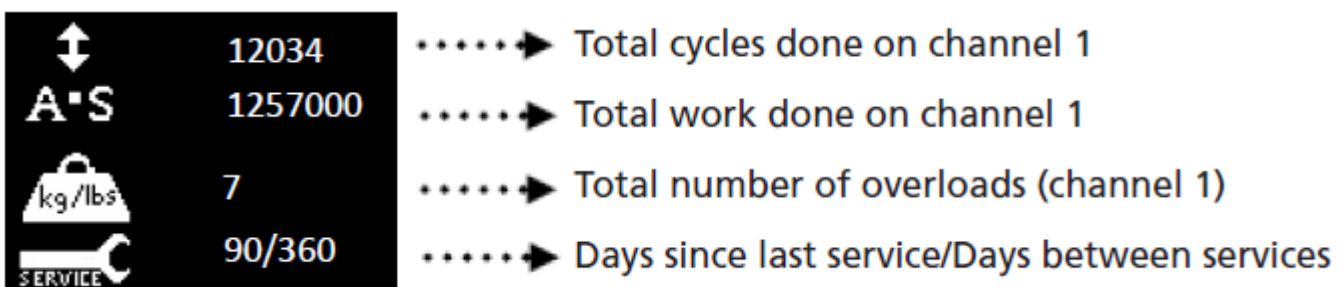 12034 Total cycles done on channel 1
A·S 1257000 Total work done on channel 1
kg/lbs 7 Total number of overloads (channel 1)
SERVICE 90/360 Days since last service/Days between services